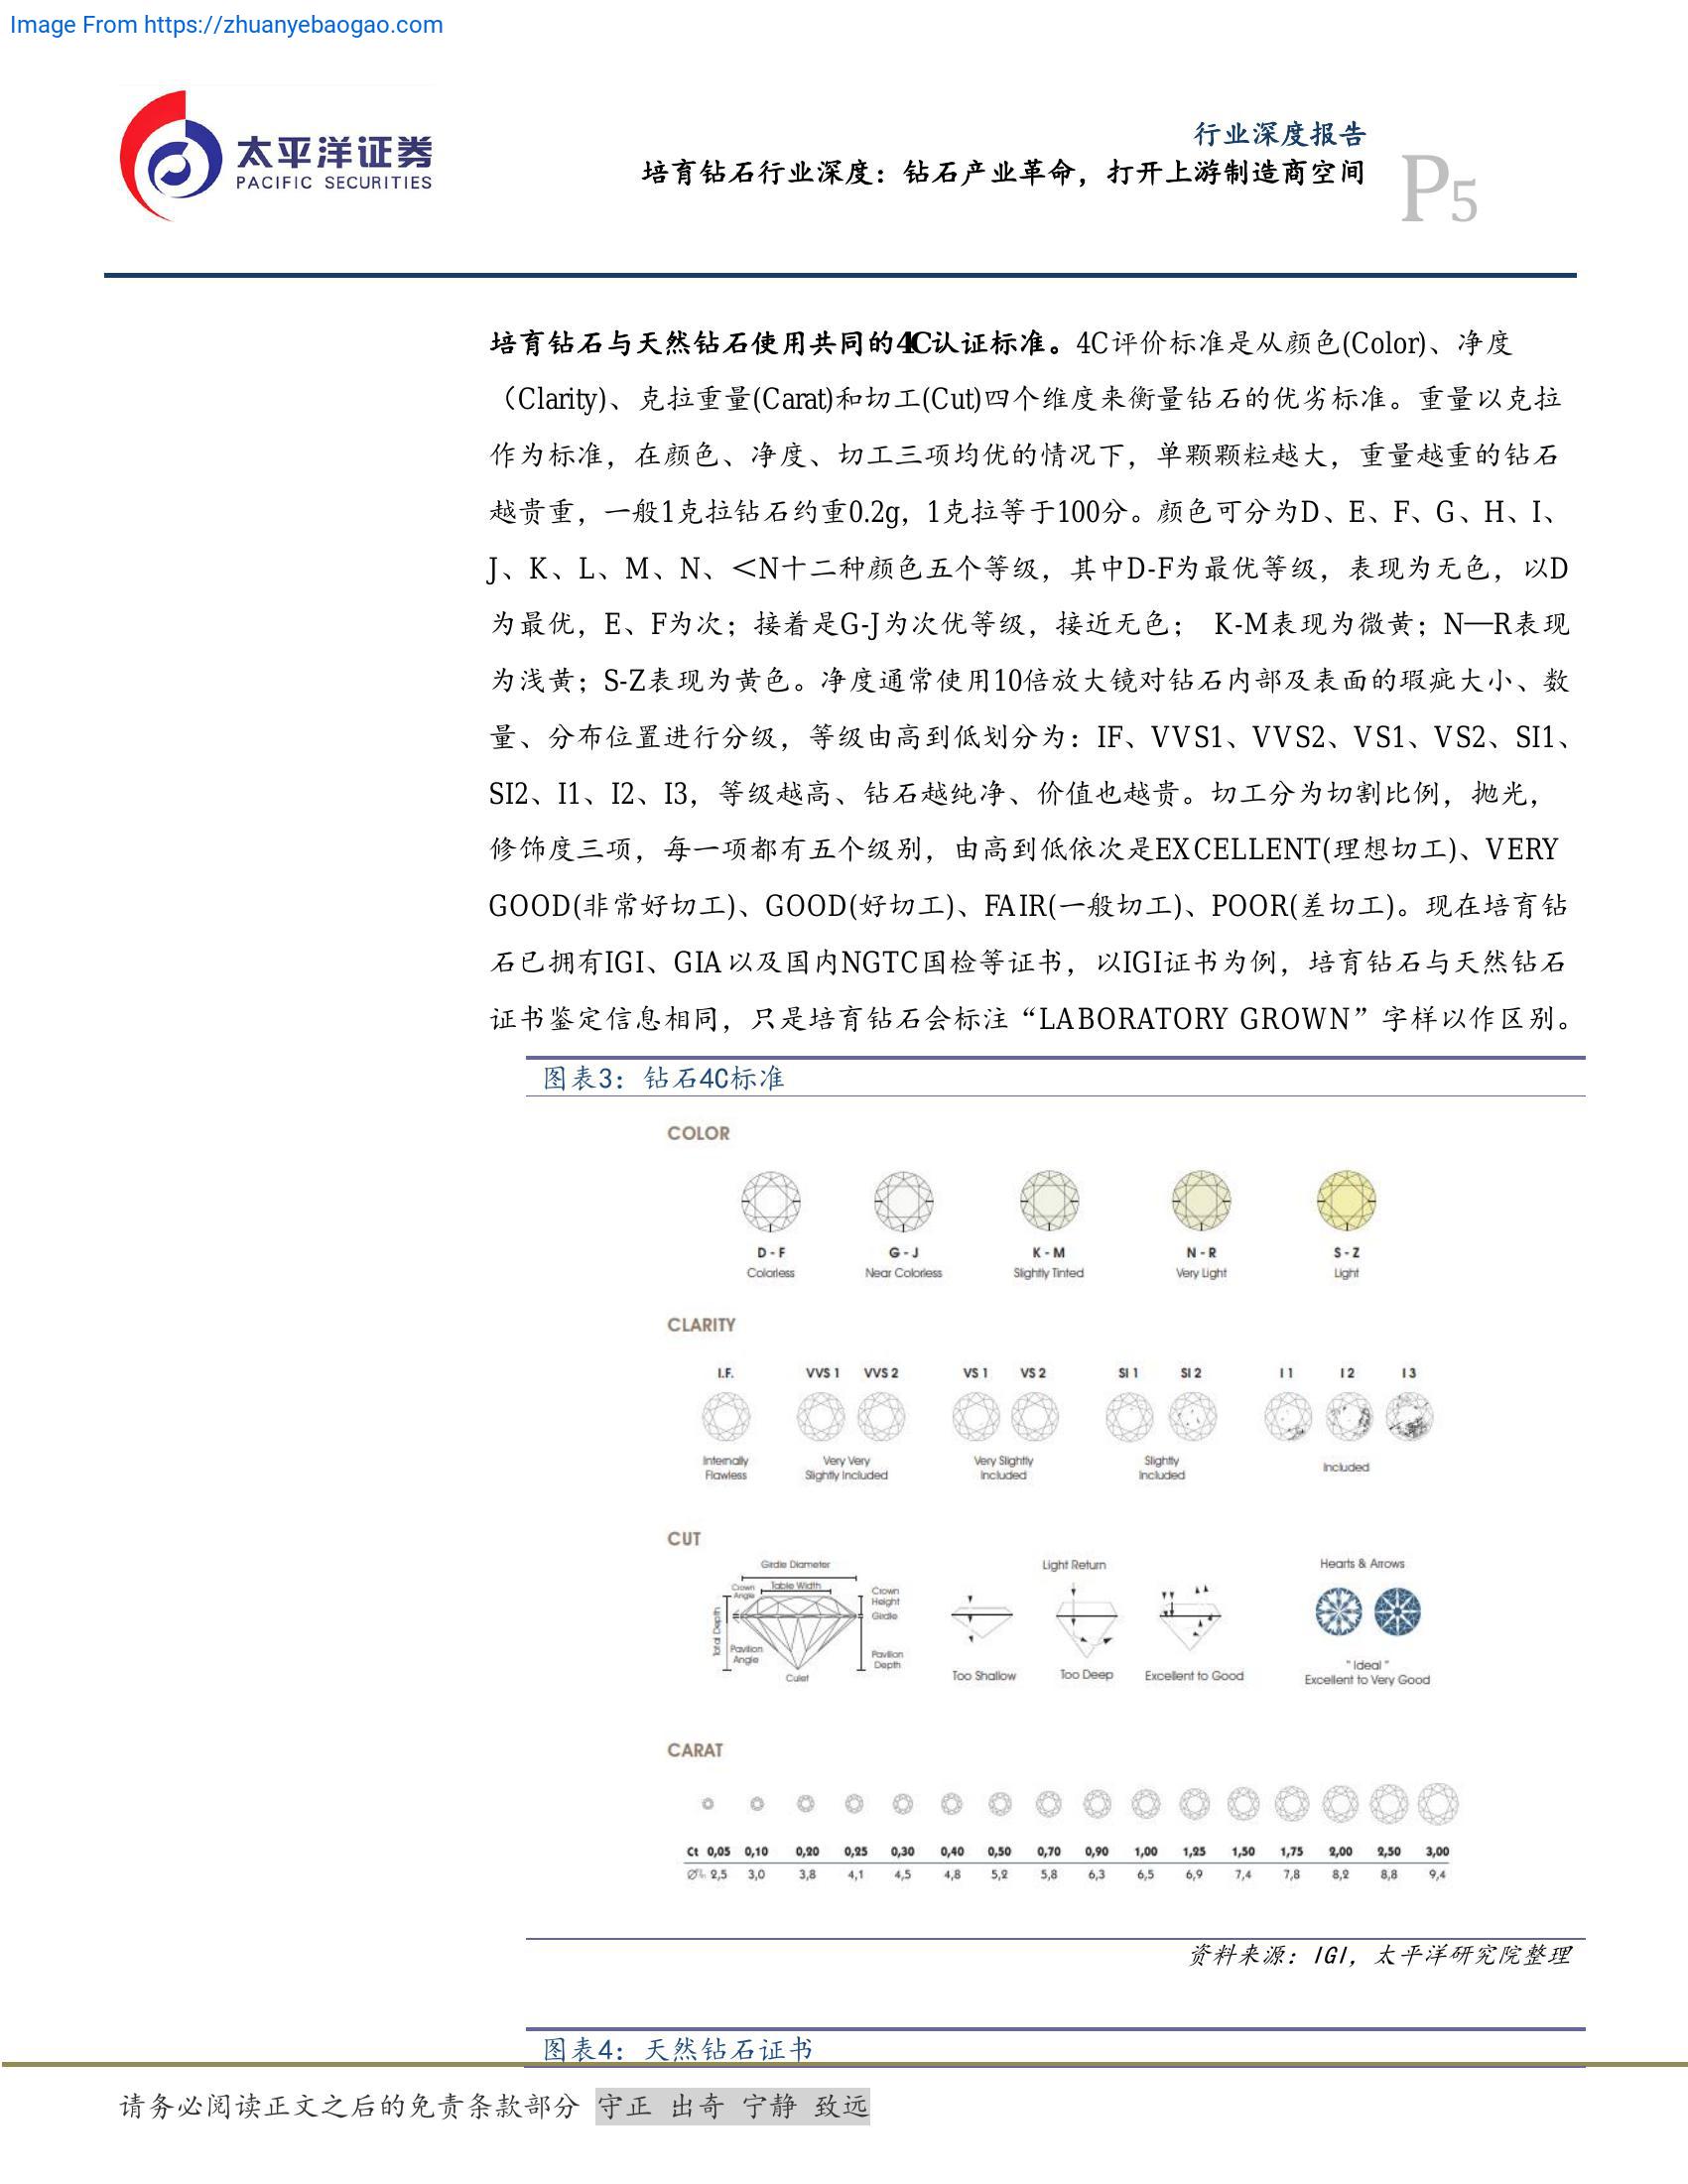 Image From https://zhuanyebaogao.com
太平洋证券
PACIFIC SECURITIES
行业深度报告
培育钻石行业深度：钻石产业革命，打开上游制造商空间
P5
培育钻石与天然钻石使用共同的4C认证标准。4C评价标准是从颜色(Color)、净度
（Clarity)、克拉重量(Carat)和切工(Cut)四个维度来衡量钻石的优劣标准。重量以克拉
作为标准，在颜色、净度、切工三项均优的情况下，单颗颗粒越大，重量越重的钻石
越贵重，一般1克拉钻石约重0.2g，1克拉等于100分。颜色可分为D、E、F、G、H、I、
J、K、L、M、N、＜N十二种颜色五个等级，其中D-F为最优等级，表现为无色，以D
为最优，E、F为次；接着是G-J为次优等级，接近无色； K-M表现为微黄；N—R表现
为浅黄；S-Z表现为黄色。净度通常使用10倍放大镜对钻石内部及表面的瑕疵大小、数
量、分布位置进行分级，等级由高到低划分为：IF、VVS1、VVS2、VS1、VS2、SI1、
SI2、I1、I2、I3，等级越高、钻石越纯净、价值也越贵。切工分为切割比例，抛光，
修饰度三项，每一项都有五个级别，由高到低依次是EXCELLENT(理想切工)、VERY
GOOD(非常好切工)、GOOD(好切工)、FAIR(一般切工)、POOR(差切工)。现在培育钻
石已拥有IGI、GIA以及国内NGTC国检等证书，以IGI证书为例，培育钻石与天然钻石
证书鉴定信息相同，只是培育钻石会标注“LABORATORY GROWN”字样以作区别。
图表3：钻石4C标准
COLOR
D - F G - J K - M N - R S - Z
Colorless Near Colorless Slightly Tinted Very Light Light
CLARITY
I.F. VVS 1 VVS 2 VS 1 VS 2 SI 1 SI 2 I 1 I 2 I 3
Internally Flawless
Very Very Slightly Included
Very Slightly Included
Slightly Included
Included
CUT
Girdle Diameter
Crown Angle
Table Width
Crown Height
Girdle
Total Depth
Pavilion Angle
Pavilion Depth
Culet
Light Return
Too Shallow Too Deep Excellent to Good
Hearts & Arrows
" Ideal "
Excellent to Very Good
CARAT
Ct 0,05 0,10 0,20 0,25 0,30 0,40 0,50 0,70 0,90 1,00 1,25 1,50 1,75 2,00 2,50 3,00
2,5 3,0 3,8 4,1 4,5 4,8 5,2 5,8 6,3 6,5 6,9 7,4 7,8 8,2 8,8 9,4
资料来源：IGI，太平洋研究院整理
图表4：天然钻石证书
请务必阅读正文之后的免责条款部分 守正 出奇 宁静 致远